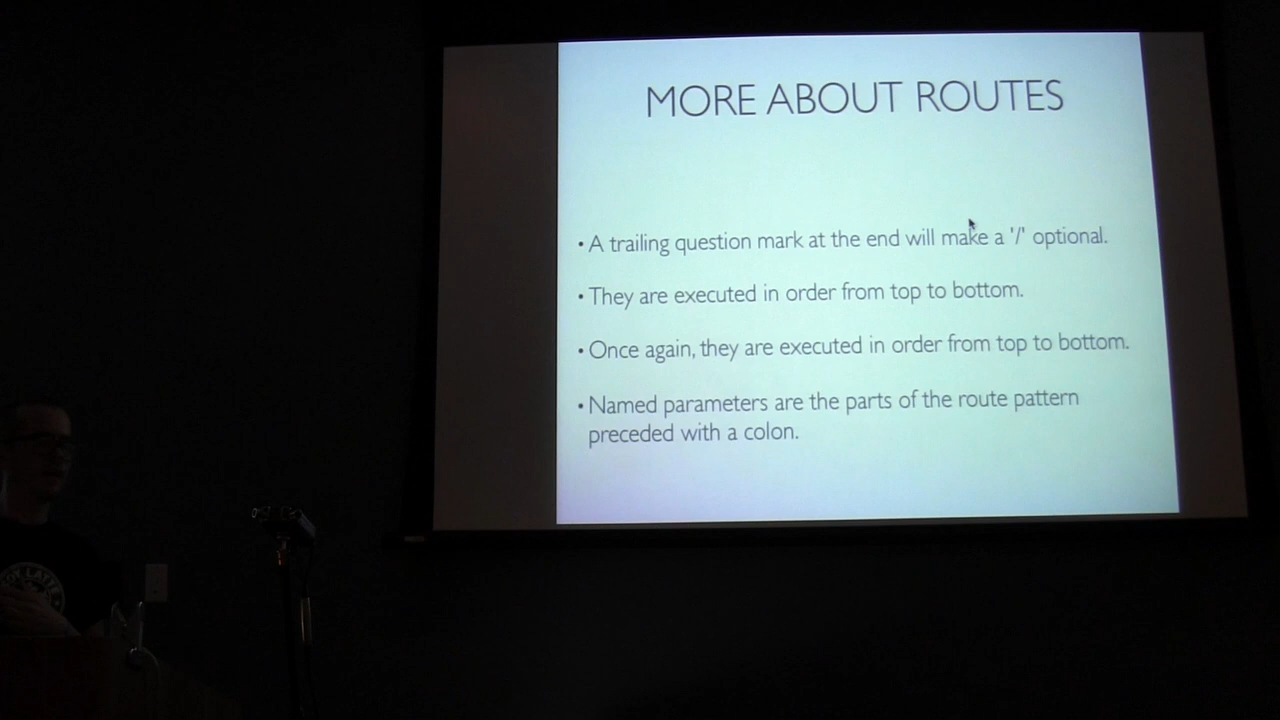 MORE ABOUT ROUTES
• A trailing question mark at the end will make a '/' optional.
• They are executed in order from top to bottom.
• Once again, they are executed in order from top to bottom.
• Named parameters are the parts of the route pattern
preceded with a colon.